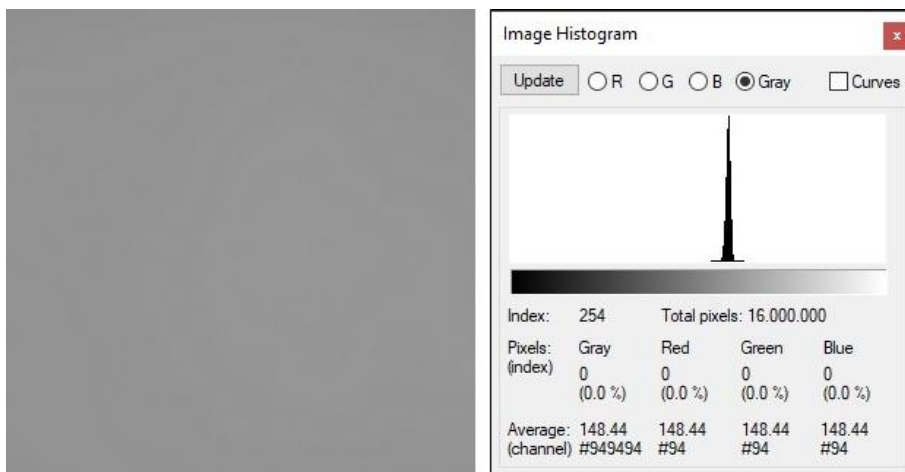 Image Histogram
x
Update R G B Gray Curves
Index: 254 Total pixels: 16.000.000
Pixels: Gray Red Green Blue
(index) 0 0 0 0
(0.0 %) (0.0 %) (0.0 %) (0.0 %)
Average: 148.44 148.44 148.44 148.44
(channel) #949494 #94 #94 #94